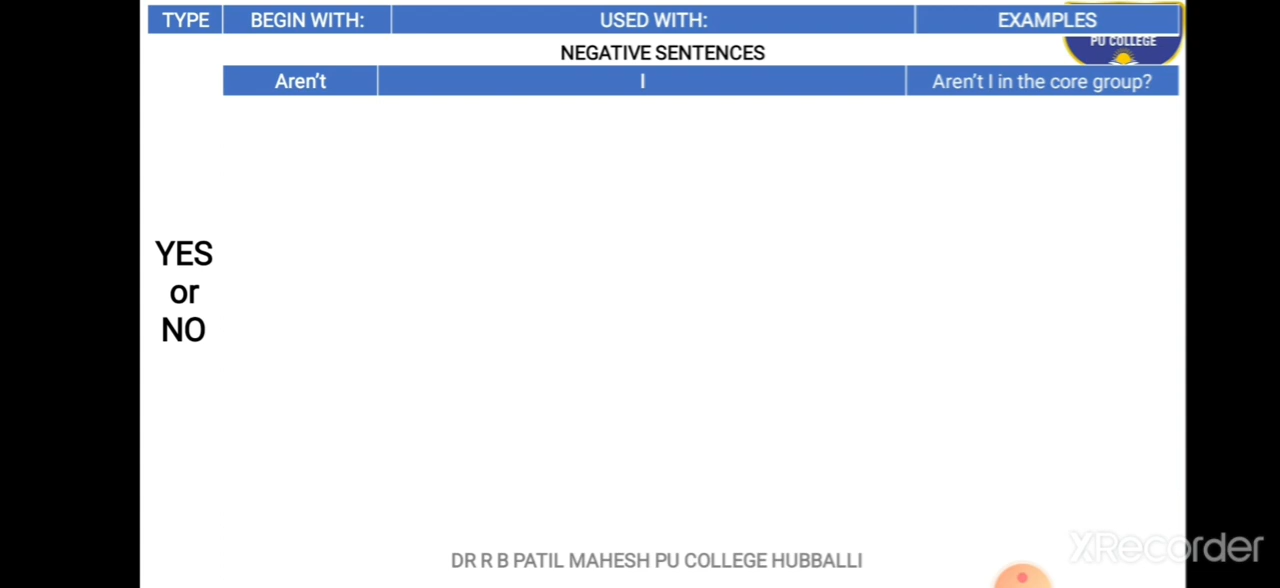 TYPE BEGIN WITH: USED WITH: EXAMPLES
PU COLLEGE
NEGATIVE SENTENCES
Aren’t I Aren’t I in the core group?
YES
or
NO
DR R B PATIL MAHESH PU COLLEGE HUBBALLI
XRecorder